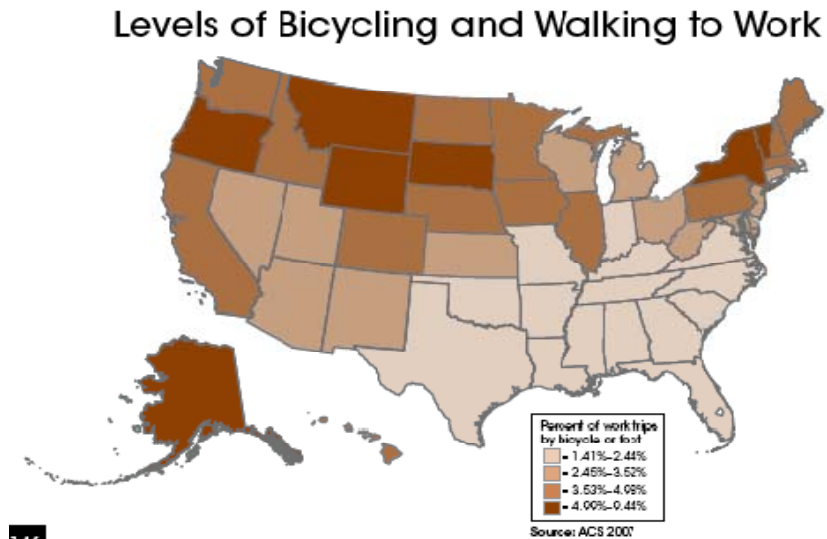 Levels of Bicycling and Walking to Work
Percent of work trips
by bicycle or foot
= 1.41%–2.44%
= 2.45%–3.52%
= 3.53%–4.98%
= 4.99%–9.44%
Source: ACS 2007